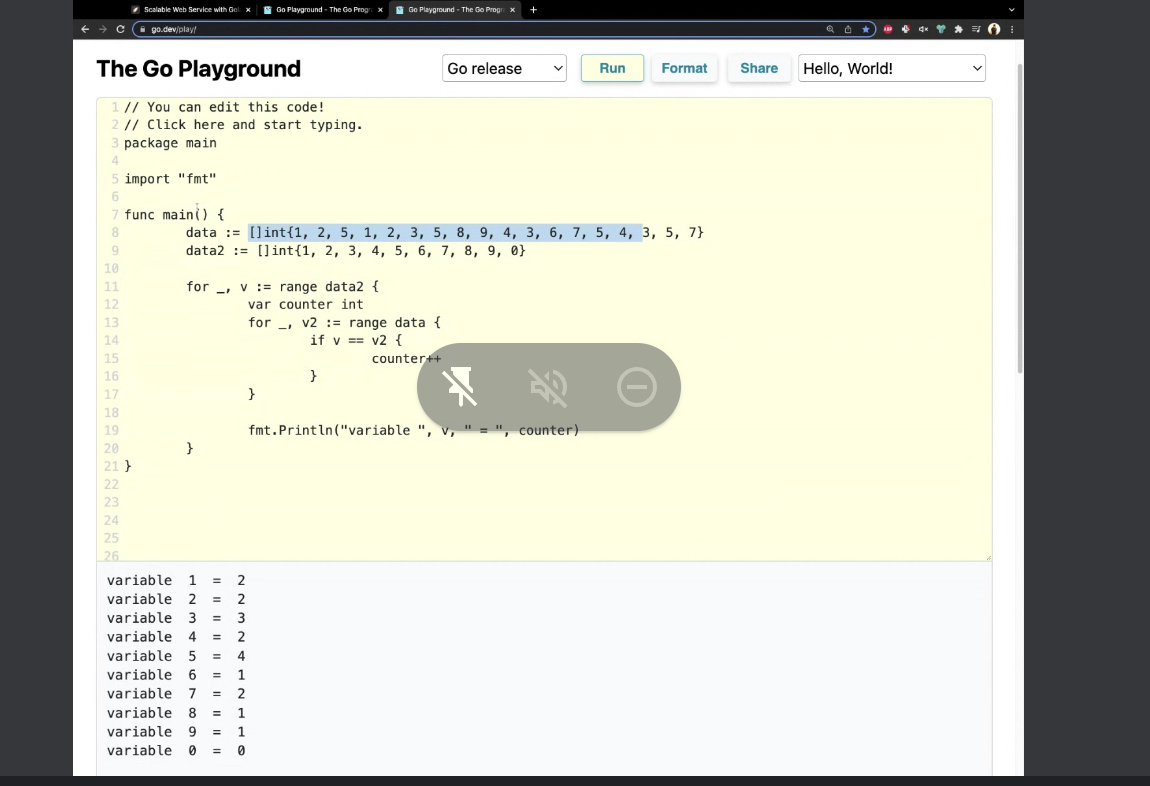 Scalable Web Service with Gol
Go Playground - The Go Progr
Go Playground - The Go Progr
go.dev/play/
The Go Playground
Go release
Run
Format
Share
Hello, World!
1 // You can edit this code!
2 // Click here and start typing.
3 package main
4
5 import "fmt"
6
7 func main() {
8 data := []int{1, 2, 5, 1, 2, 3, 5, 8, 9, 4, 3, 6, 7, 5, 4, 3, 5, 7}
9 data2 := []int{1, 2, 3, 4, 5, 6, 7, 8, 9, 0}
10
11 for _, v := range data2 {
12 var counter int
13 for _, v2 := range data {
14 if v == v2 {
15 counter++
16 }
17 }
18
19 fmt.Println("variable ", v, " = ", counter)
20 }
21 }
22
23
24
25
26
variable 1 = 2
variable 2 = 2
variable 3 = 3
variable 4 = 2
variable 5 = 4
variable 6 = 1
variable 7 = 2
variable 8 = 1
variable 9 = 1
variable 0 = 0